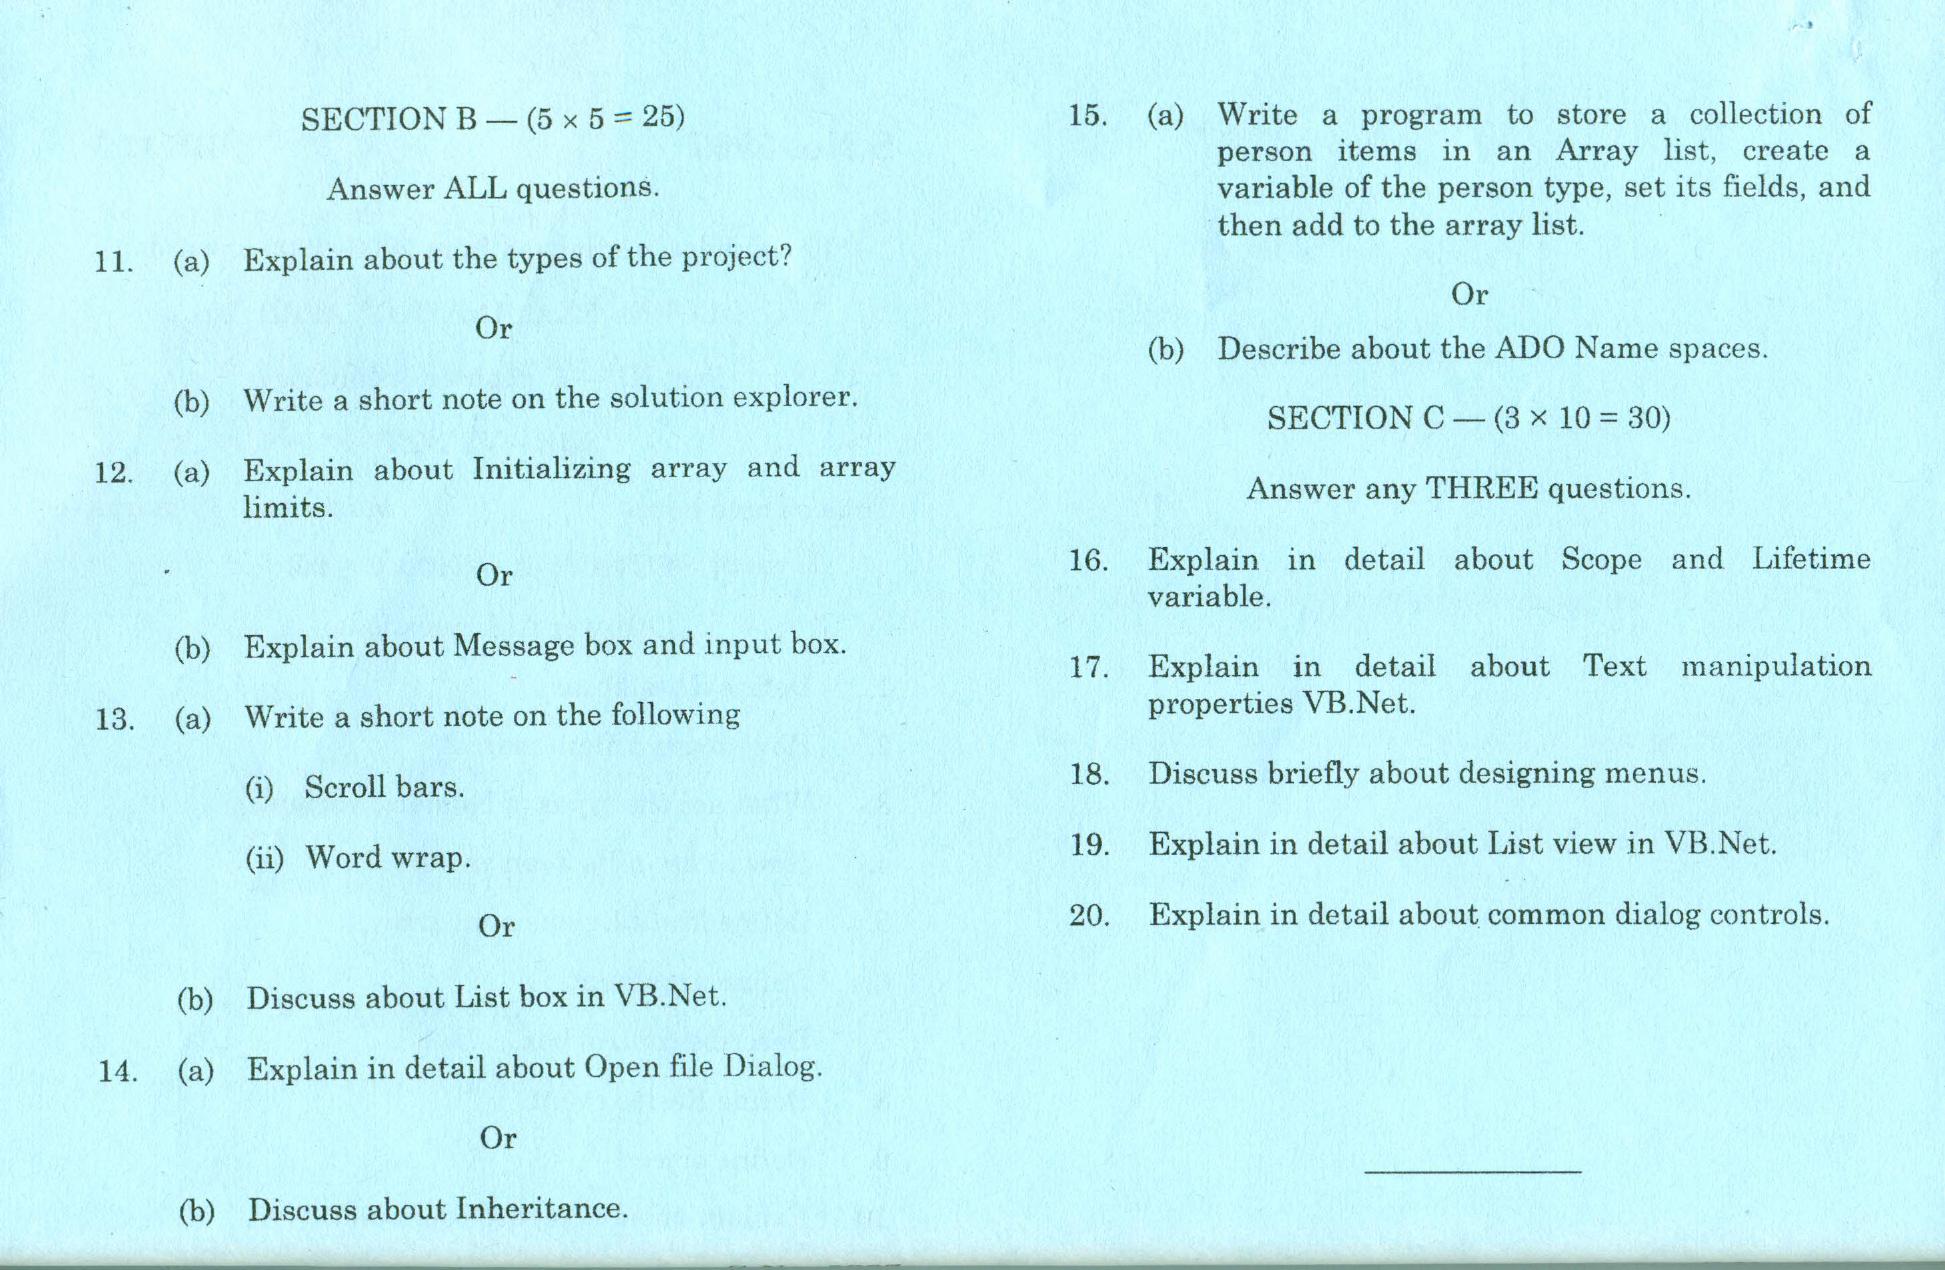 SECTION B — (5 × 5 = 25)
Answer ALL questions.
11. (a) Explain about the types of the project?
Or
(b) Write a short note on the solution explorer.
12. (a) Explain about Initializing array and array
limits.
Or
(b) Explain about Message box and input box.
13. (a) Write a short note on the following
(i) Scroll bars.
(ii) Word wrap.
Or
(b) Discuss about List box in VB.Net.
14. (a) Explain in detail about Open file Dialog.
Or
(b) Discuss about Inheritance.
15. (a) Write a program to store a collection of
person items in an Array list, create a
variable of the person type, set its fields, and
then add to the array list.
Or
(b) Describe about the ADO Name spaces.
SECTION C — (3 × 10 = 30)
Answer any THREE questions.
16. Explain in detail about Scope and Lifetime
variable.
17. Explain in detail about Text manipulation
properties VB.Net.
18. Discuss briefly about designing menus.
19. Explain in detail about List view in VB.Net.
20. Explain in detail about common dialog controls.